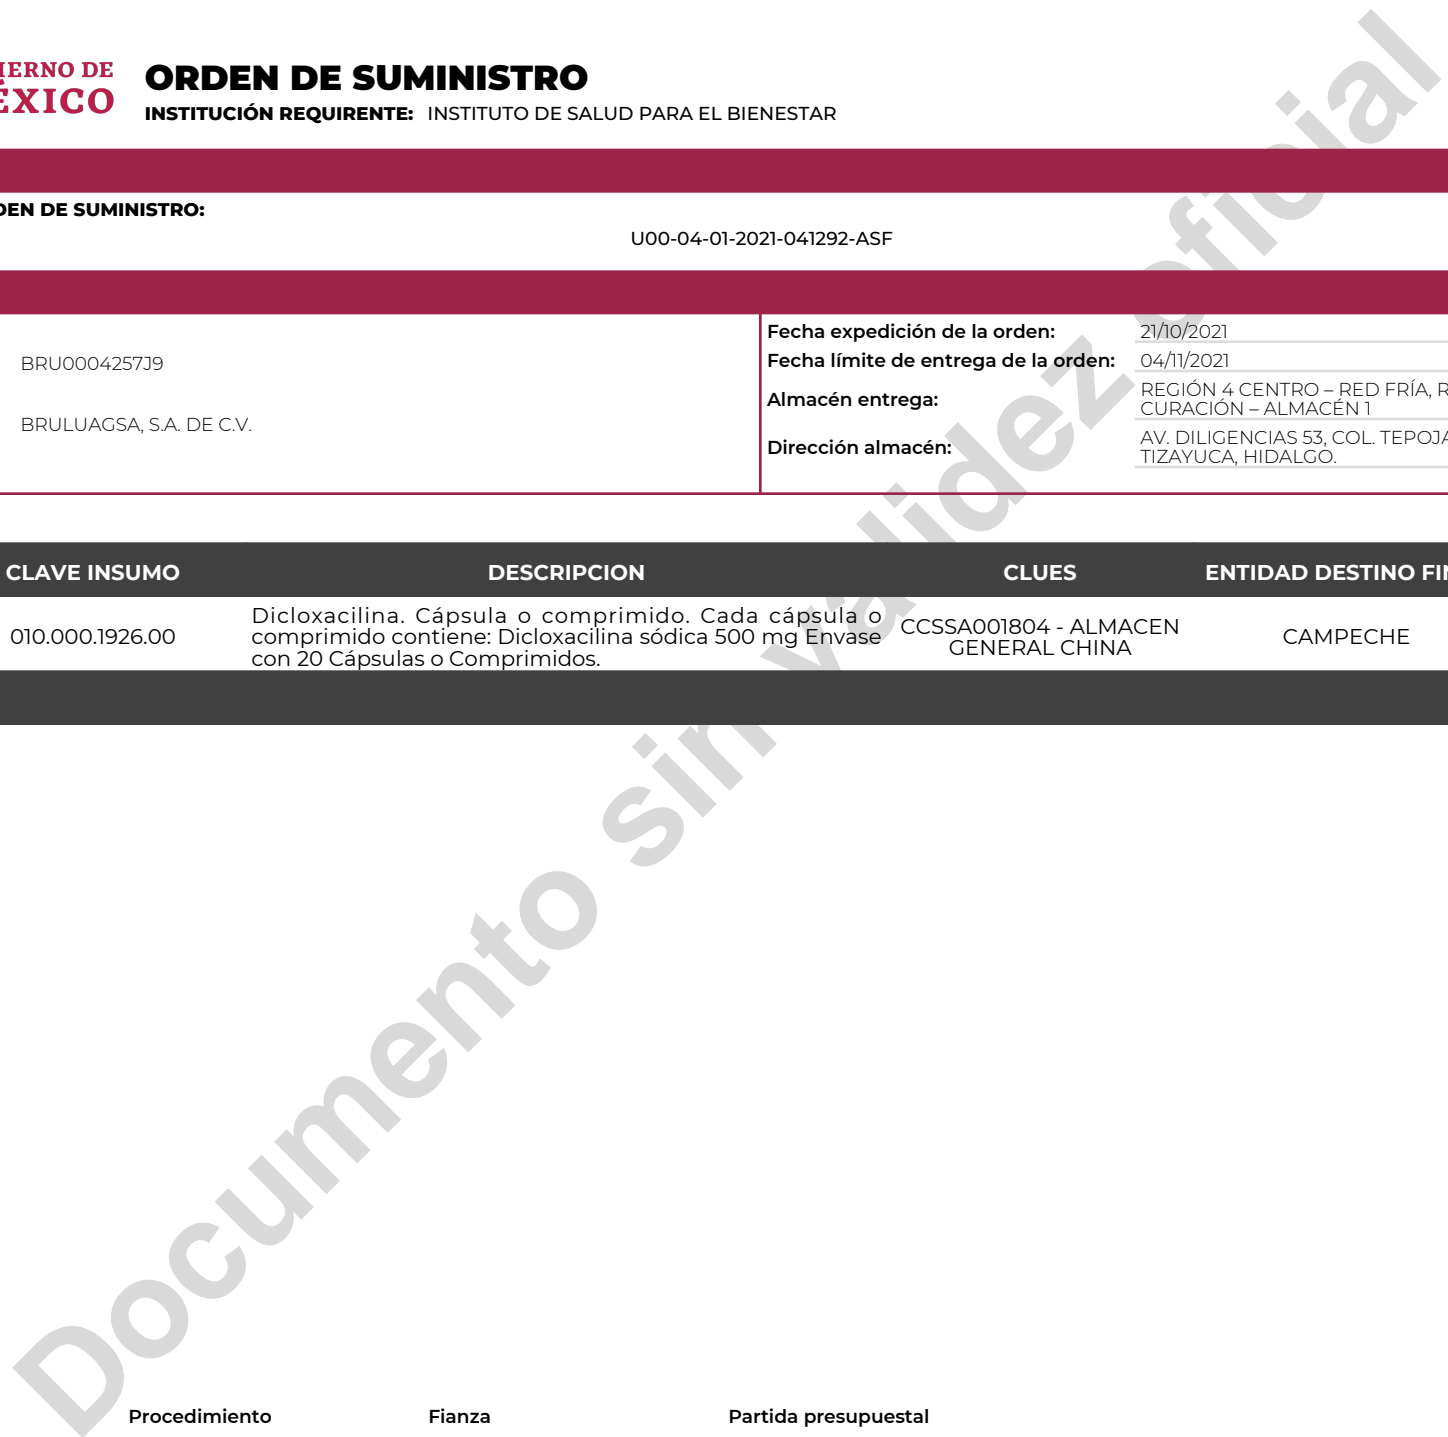 IERNO DE
ÉXICO
ORDEN DE SUMINISTRO
INSTITUCIÓN REQUIRENTE: INSTITUTO DE SALUD PARA EL BIENESTAR
DEN DE SUMINISTRO:
U00-04-01-2021-041292-ASF
BRU0004257J9
BRULUAGSA, S.A. DE C.V.
Fecha expedición de la orden: 21/10/2021
Fecha límite de entrega de la orden: 04/11/2021
Almacén entrega: REGIÓN 4 CENTRO – RED FRÍA, R
CURACIÓN – ALMACÉN 1
Dirección almacén: AV. DILIGENCIAS 53, COL. TEPOJA
TIZAYUCA, HIDALGO.
CLAVE INSUMO DESCRIPCION CLUES ENTIDAD DESTINO FIN
010.000.1926.00
Dicloxacilina. Cápsula o comprimido. Cada cápsula o
comprimido contiene: Dicloxacilina sódica 500 mg Envase
con 20 Cápsulas o Comprimidos.
CCSSA001804 - ALMACEN
GENERAL CHINA
CAMPECHE
Documento sin validez oficial
Procedimiento Fianza Partida presupuestal